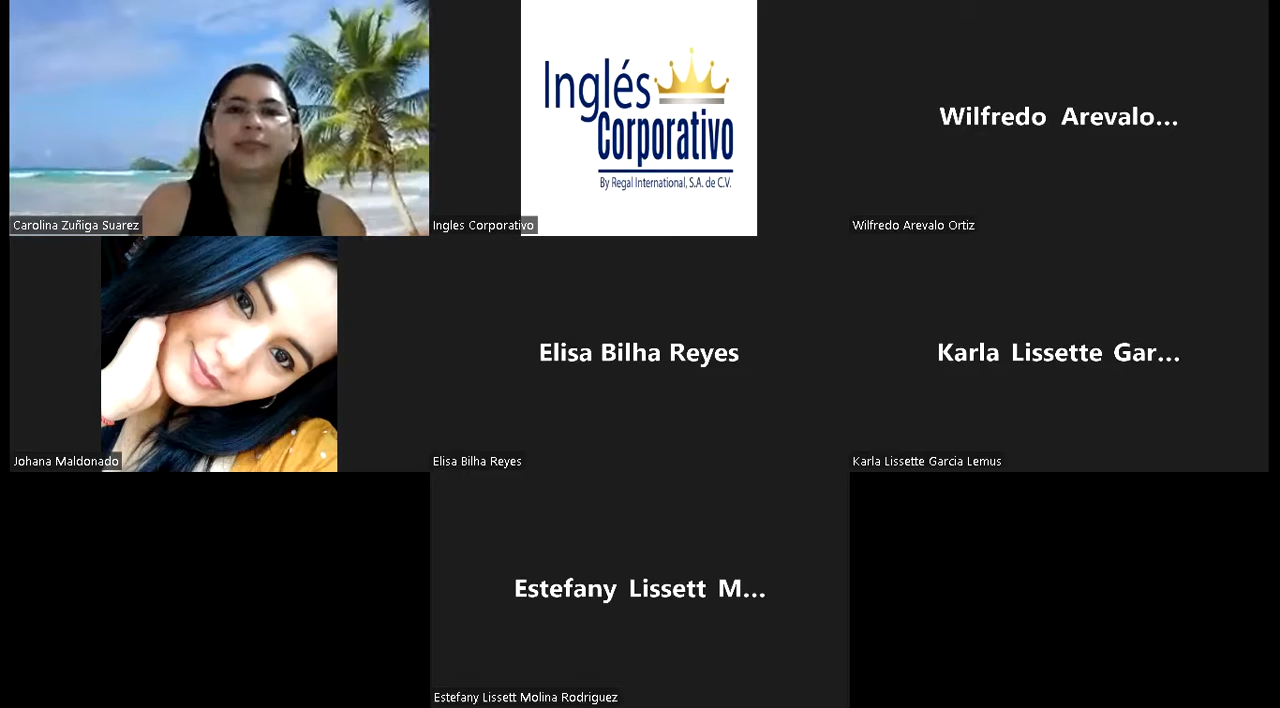 Inglés
Corporativo
By Regal International, S.A. de C.V.
Wilfredo Arevalo...
Carolina Zuñiga Suarez
Ingles Corporativo
Wilfredo Arevalo Ortiz
Elisa Bilha Reyes
Karla Lissette Gar...
Johana Maldonado
Elisa Bilha Reyes
Karla Lissette Garcia Lemus
Estefany Lissett M...
Estefany Lissett Molina Rodriguez